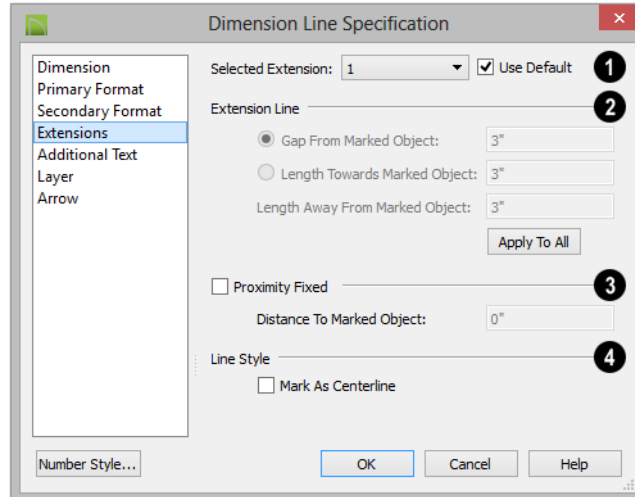 Dimension Line Specification
×
Dimension
Primary Format
Secondary Format
Extensions
Additional Text
Layer
Arrow
Selected Extension: 1 Use Default 1
Extension Line 2
Gap From Marked Object: 3"
Length Towards Marked Object: 3"
Length Away From Marked Object: 3"
Apply To All
Proximity Fixed 3
Distance To Marked Object: 0"
Line Style 4
Mark As Centerline
Number Style... OK Cancel Help